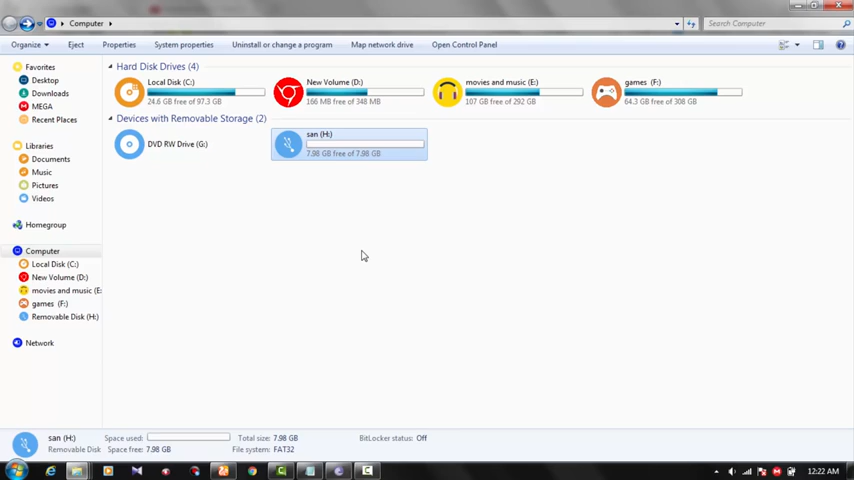 Computer
Search Computer
Organize
Eject
Properties
System properties
Uninstall or change a program
Map network drive
Open Control Panel
Favorites
Desktop
Downloads
MEGA
Recent Places
Libraries
Documents
Music
Pictures
Videos
Homegroup
Computer
Local Disk (C:)
New Volume (D:)
movies and music (E:
games (F:)
Removable Disk (H:)
Network
Hard Disk Drives (4)
Local Disk (C:)
24.6 GB free of 97.3 GB
New Volume (D:)
166 MB free of 348 MB
movies and music (E:)
107 GB free of 292 GB
games (F:)
64.3 GB free of 308 GB
Devices with Removable Storage (2)
DVD RW Drive (G:)
san (H:)
7.98 GB free of 7.98 GB
san (H:)
Removable Disk
Space used:
Space free: 7.98 GB
Total size: 7.98 GB
File system: FAT32
BitLocker status: Off
12:22 AM